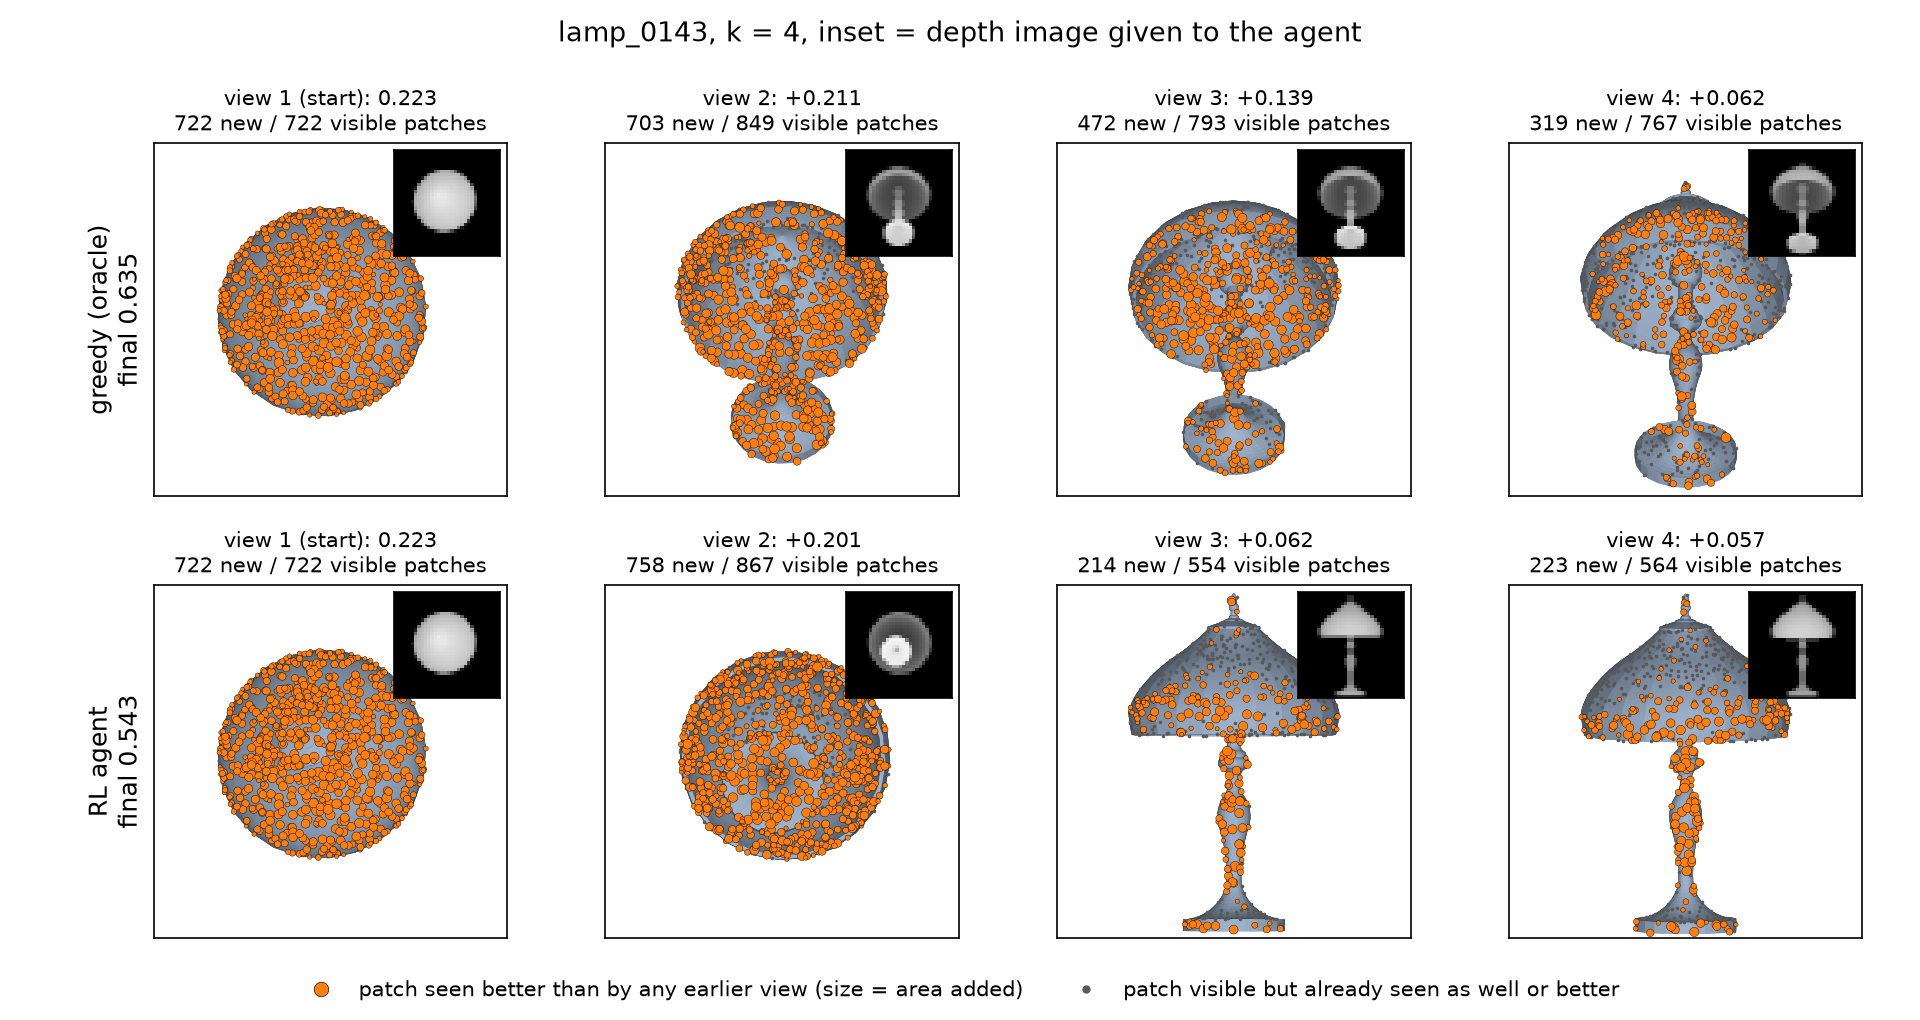 lamp_0143, k = 4, inset = depth image given to the agent
greedy (oracle)
final 0.635
view 1 (start): 0.223
722 new / 722 visible patches
view 2: +0.211
703 new / 849 visible patches
view 3: +0.139
472 new / 793 visible patches
view 4: +0.062
319 new / 767 visible patches
RL agent
final 0.543
view 1 (start): 0.223
722 new / 722 visible patches
view 2: +0.201
758 new / 867 visible patches
view 3: +0.062
214 new / 554 visible patches
view 4: +0.057
223 new / 564 visible patches
patch seen better than by any earlier view (size = area added)
patch visible but already seen as well or better